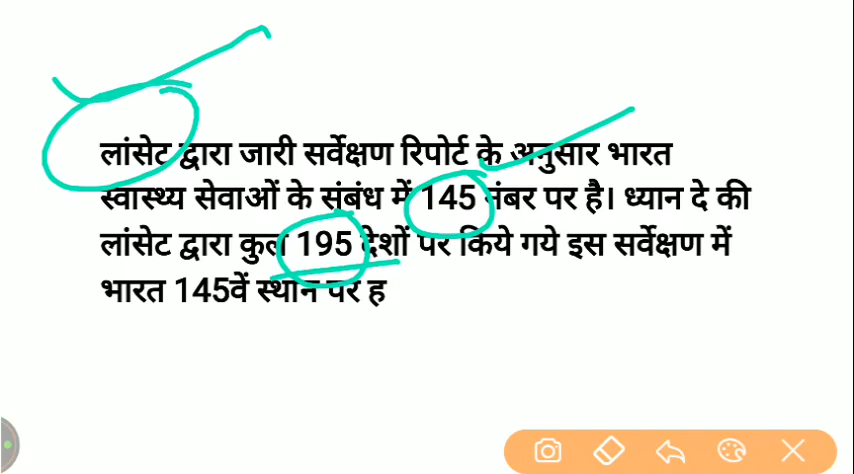 लांसेट द्वारा जारी सर्वेक्षण रिपोर्ट के अनुसार भारत
स्वास्थ्य सेवाओं के संबंध में 145 नंबर पर है। ध्यान दे की
लांसेट द्वारा कुल 195 देशों पर किये गये इस सर्वेक्षण में
भारत 145वें स्थान पर ह